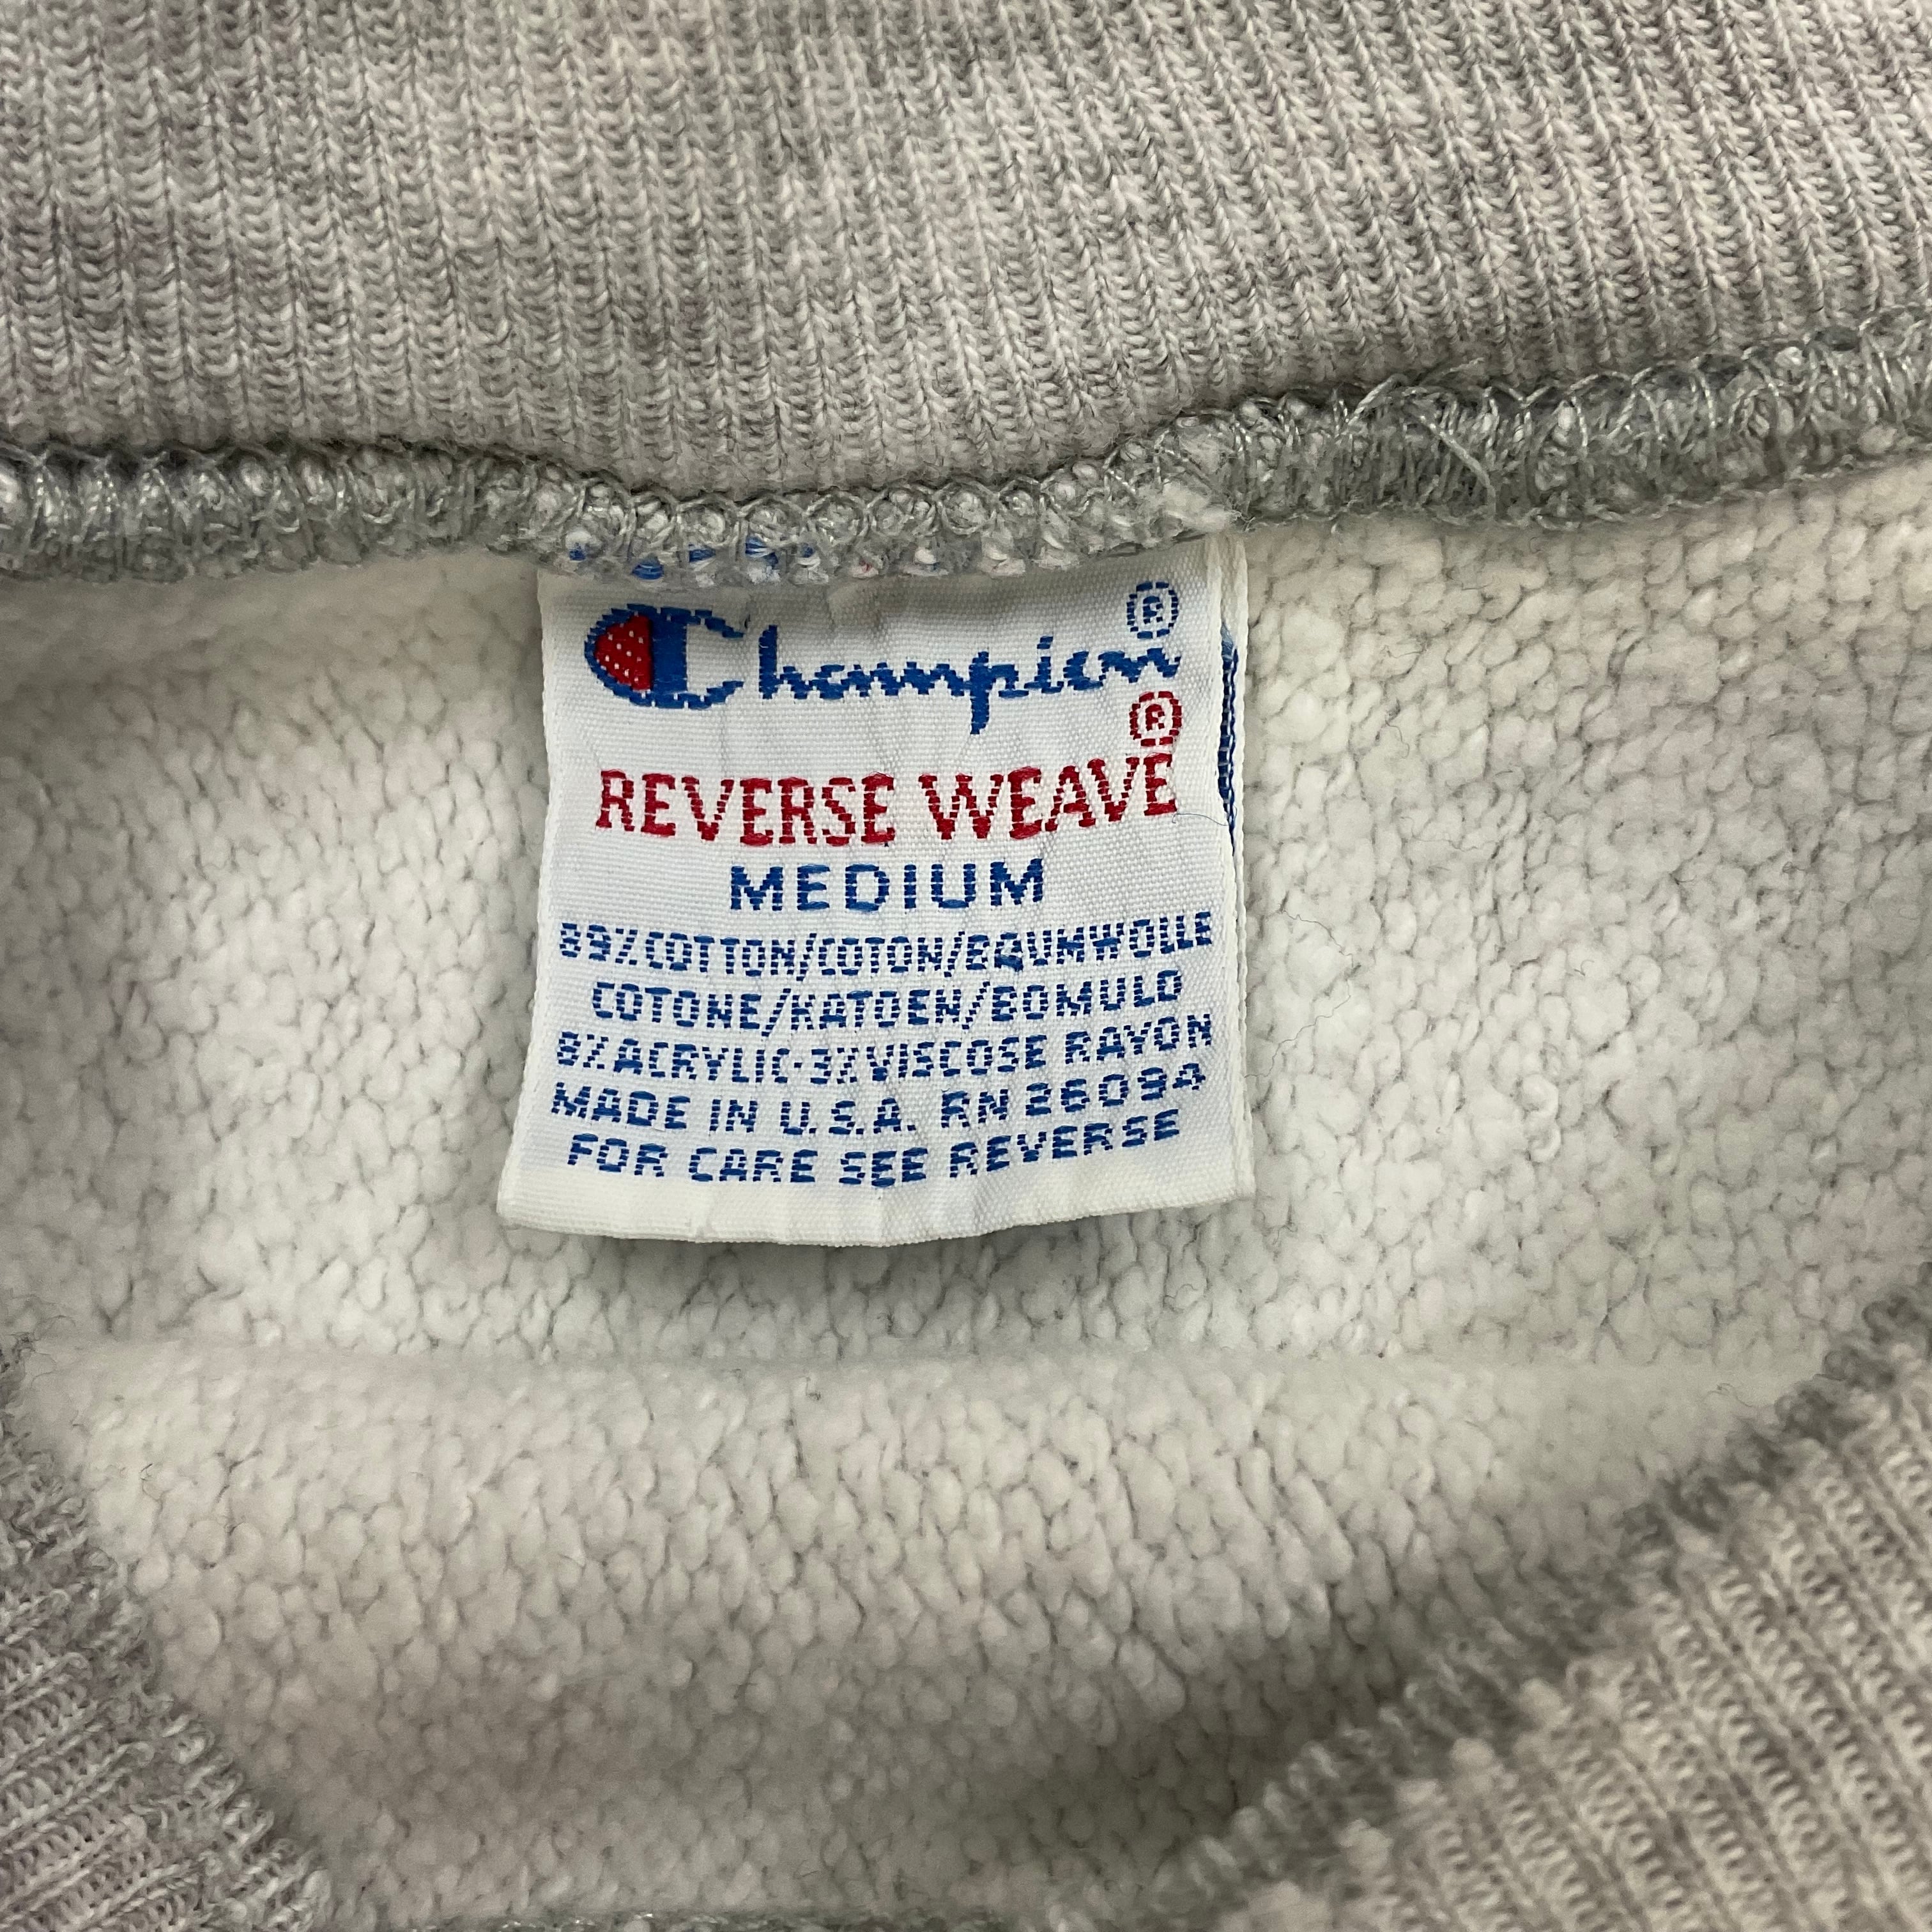 Champion®
®
REVERSE WEAVE
MEDIUM
89% COTTON/COTON/BAUMWOLLE
COTONE/KATOEN/BOMULD
8% ACRYLIC·3% VISCOSE RAYON
MADE IN U.S.A. RN 26094
FOR CARE SEE REVERSE